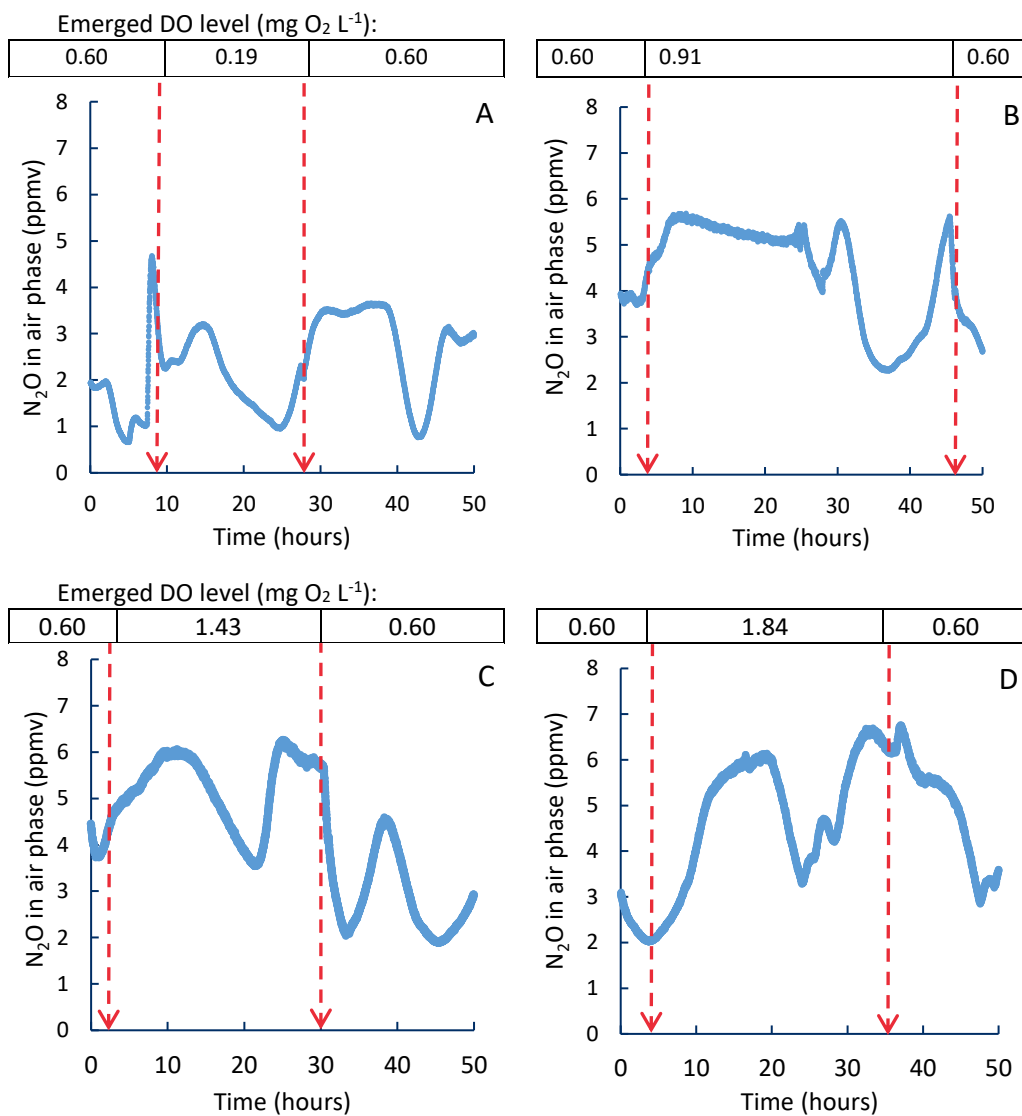 Emerged DO level (mg O₂ L⁻¹):
0.60 0.19 0.60
0.60 0.91 0.60
A
8
7
6
5
4
3
2
1
0
N₂O in air phase (ppmv)
0 10 20 30 40 50
Time (hours)
B
8
7
6
5
4
3
2
1
0
N₂O in air phase (ppmv)
0 10 20 30 40 50
Time (hours)
Emerged DO level (mg O₂ L⁻¹):
0.60 1.43 0.60
0.60 1.84 0.60
C
8
7
6
5
4
3
2
1
0
N₂O in air phase (ppmv)
0 10 20 30 40 50
Time (hours)
D
8
7
6
5
4
3
2
1
0
N₂O in air phase (ppmv)
0 10 20 30 40 50
Time (hours)